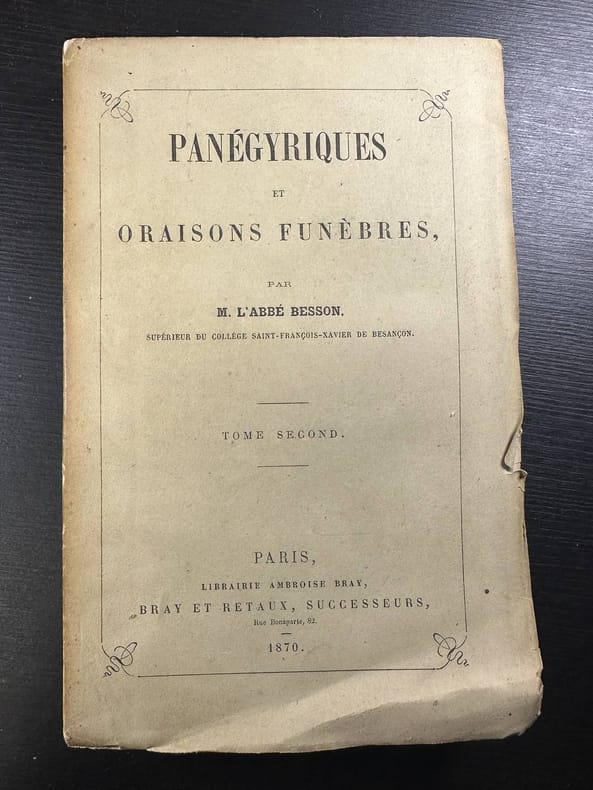 PANÉGYRIQUES
ET
ORAISONS FUNÈBRES,
PAR
M. L'ABBÉ BESSON.
SUPÉRIEUR DU COLLÉGE SAINT-FRANÇOIS-XAVIER DE BESANÇON.
TOME SECOND.
PARIS,
LIBRAIRIE AMBROISE BRAY,
BRAY ET RETAUX, SUCCESSEURS,
Rue Bonaparte, 82.
1870.